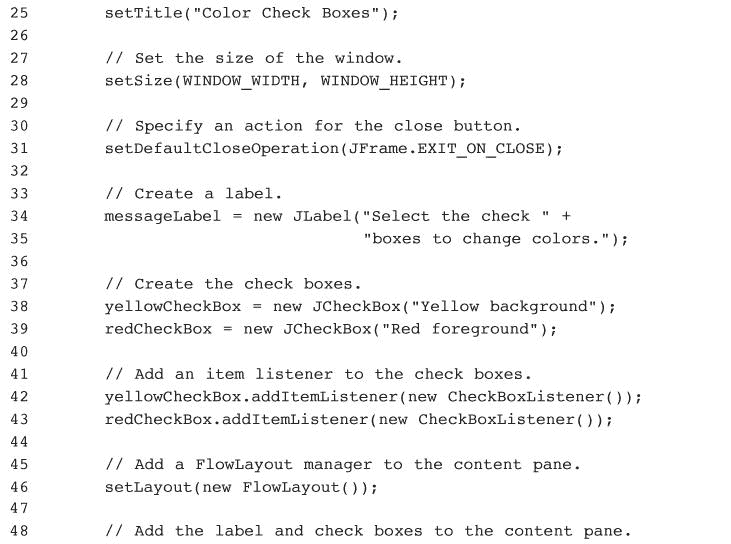 25 setTitle("Color Check Boxes");
26
27 // Set the size of the window.
28 setSize(WINDOW_WIDTH, WINDOW_HEIGHT);
29
30 // Specify an action for the close button.
31 setDefaultCloseOperation(JFrame.EXIT_ON_CLOSE);
32
33 // Create a label.
34 messageLabel = new JLabel("Select the check " +
35 "boxes to change colors.");
36
37 // Create the check boxes.
38 yellowCheckBox = new JCheckBox("Yellow background");
39 redCheckBox = new JCheckBox("Red foreground");
40
41 // Add an item listener to the check boxes.
42 yellowCheckBox.addItemListener(new CheckBoxListener());
43 redCheckBox.addItemListener(new CheckBoxListener());
44
45 // Add a FlowLayout manager to the content pane.
46 setLayout(new FlowLayout());
47
48 // Add the label and check boxes to the content pane.